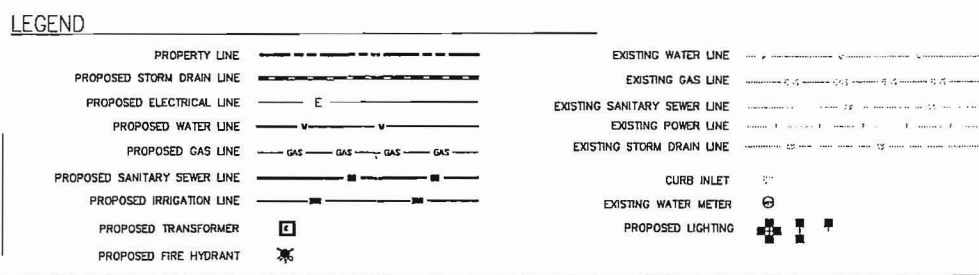 LEGEND
PROPERTY LINE
PROPOSED STORM DRAIN LINE
PROPOSED ELECTRICAL LINE E
PROPOSED WATER LINE
PROPOSED GAS LINE GAS GAS GAS GAS
PROPOSED SANITARY SEWER LINE
PROPOSED IRRIGATION LINE
PROPOSED TRANSFORMER
PROPOSED FIRE HYDRANT
EXISTING WATER LINE
EXISTING GAS LINE
EXISTING SANITARY SEWER LINE
EXISTING POWER LINE
EXISTING STORM DRAIN LINE
CURB INLET
EXISTING WATER METER
PROPOSED LIGHTING